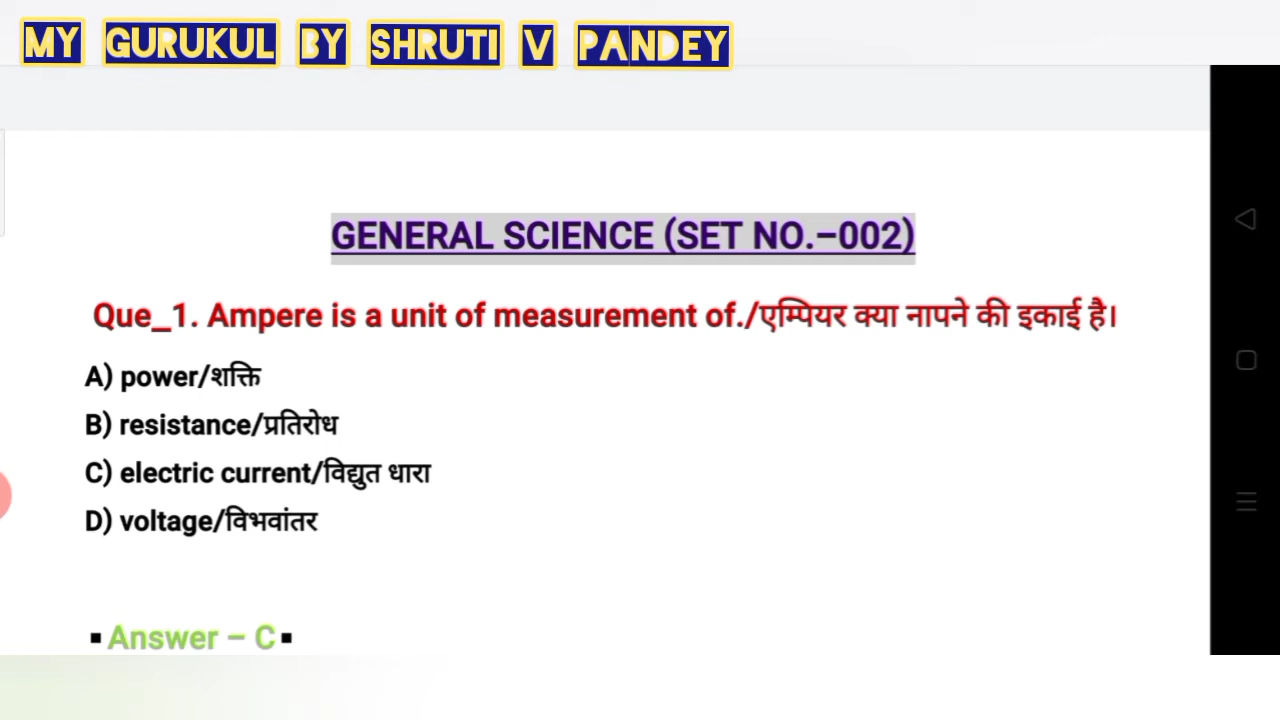 MY GURUKUL BY SHRUTI V PANDEY
GENERAL SCIENCE (SET NO.–002)
Que_1. Ampere is a unit of measurement of./एम्पियर क्या नापने की इकाई है।
A) power/शक्ति
B) resistance/प्रतिरोध
C) electric current/विद्युत धारा
D) voltage/विभवांतर
▪Answer – C▪